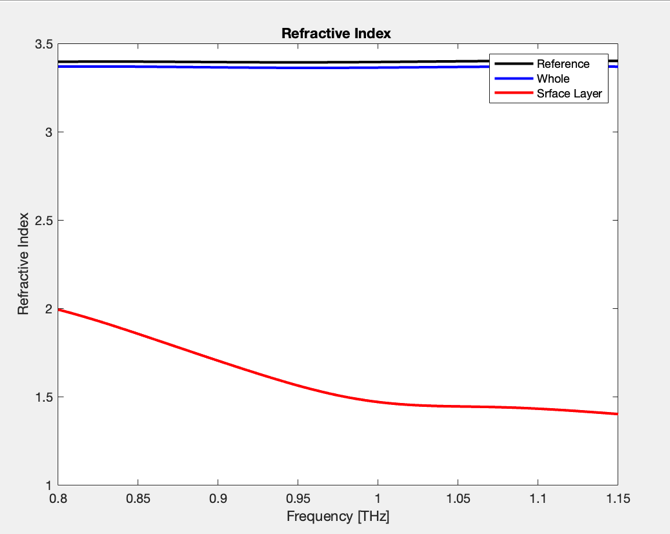 Refractive Index
3.5
3
2.5
2
1.5
1
Refractive Index
Reference
Whole
Srface Layer
0.8
0.85
0.9
0.95
1
1.05
1.1
1.15
Frequency [THz]